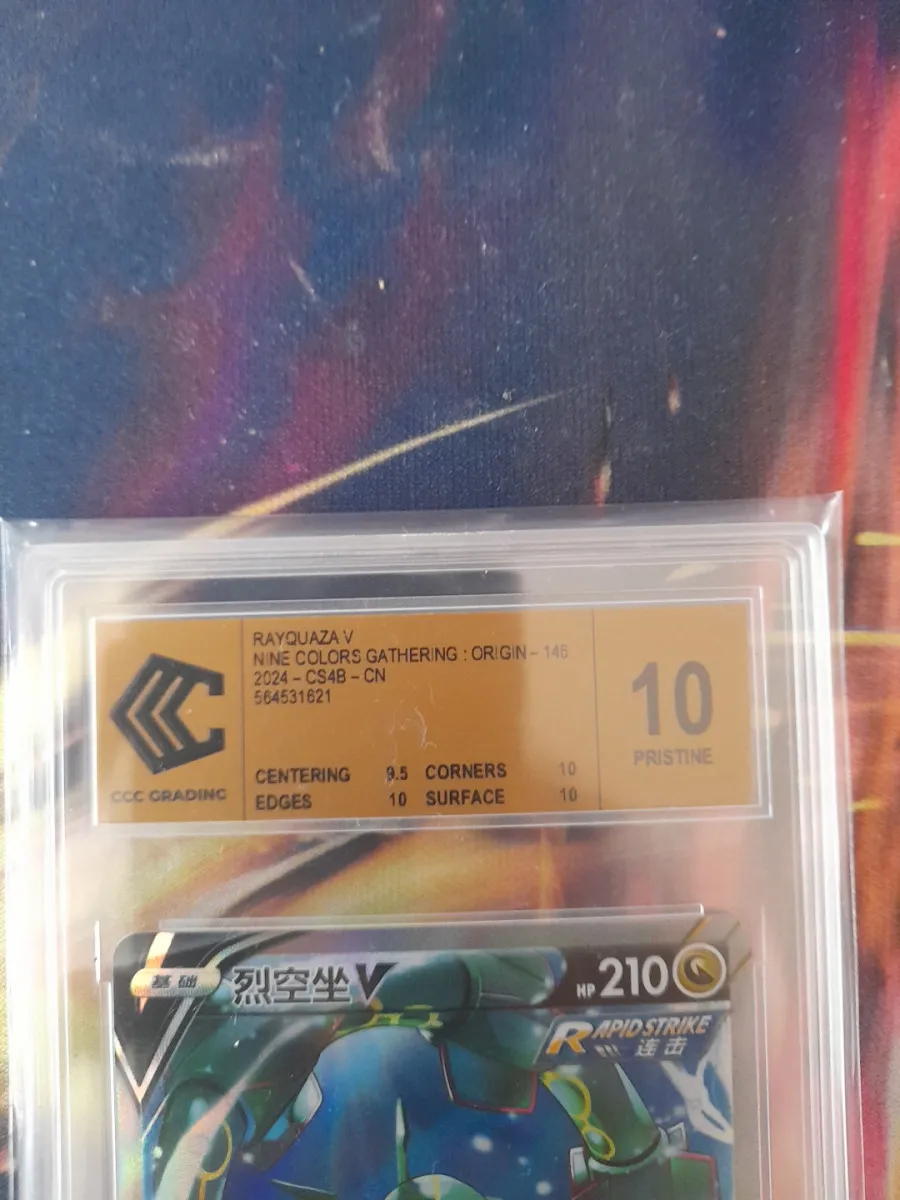 RAYQUAZA V
NINE COLORS GATHERING : ORIGIN - 146
2024 - CS4B - CN
564531621
CENTERING 9.5 CORNERS 10
EDGES 10 SURFACE 10
CCC GRADING
10
PRISTINE
基础 烈空坐V HP 210
RAPID STRIKE
连击